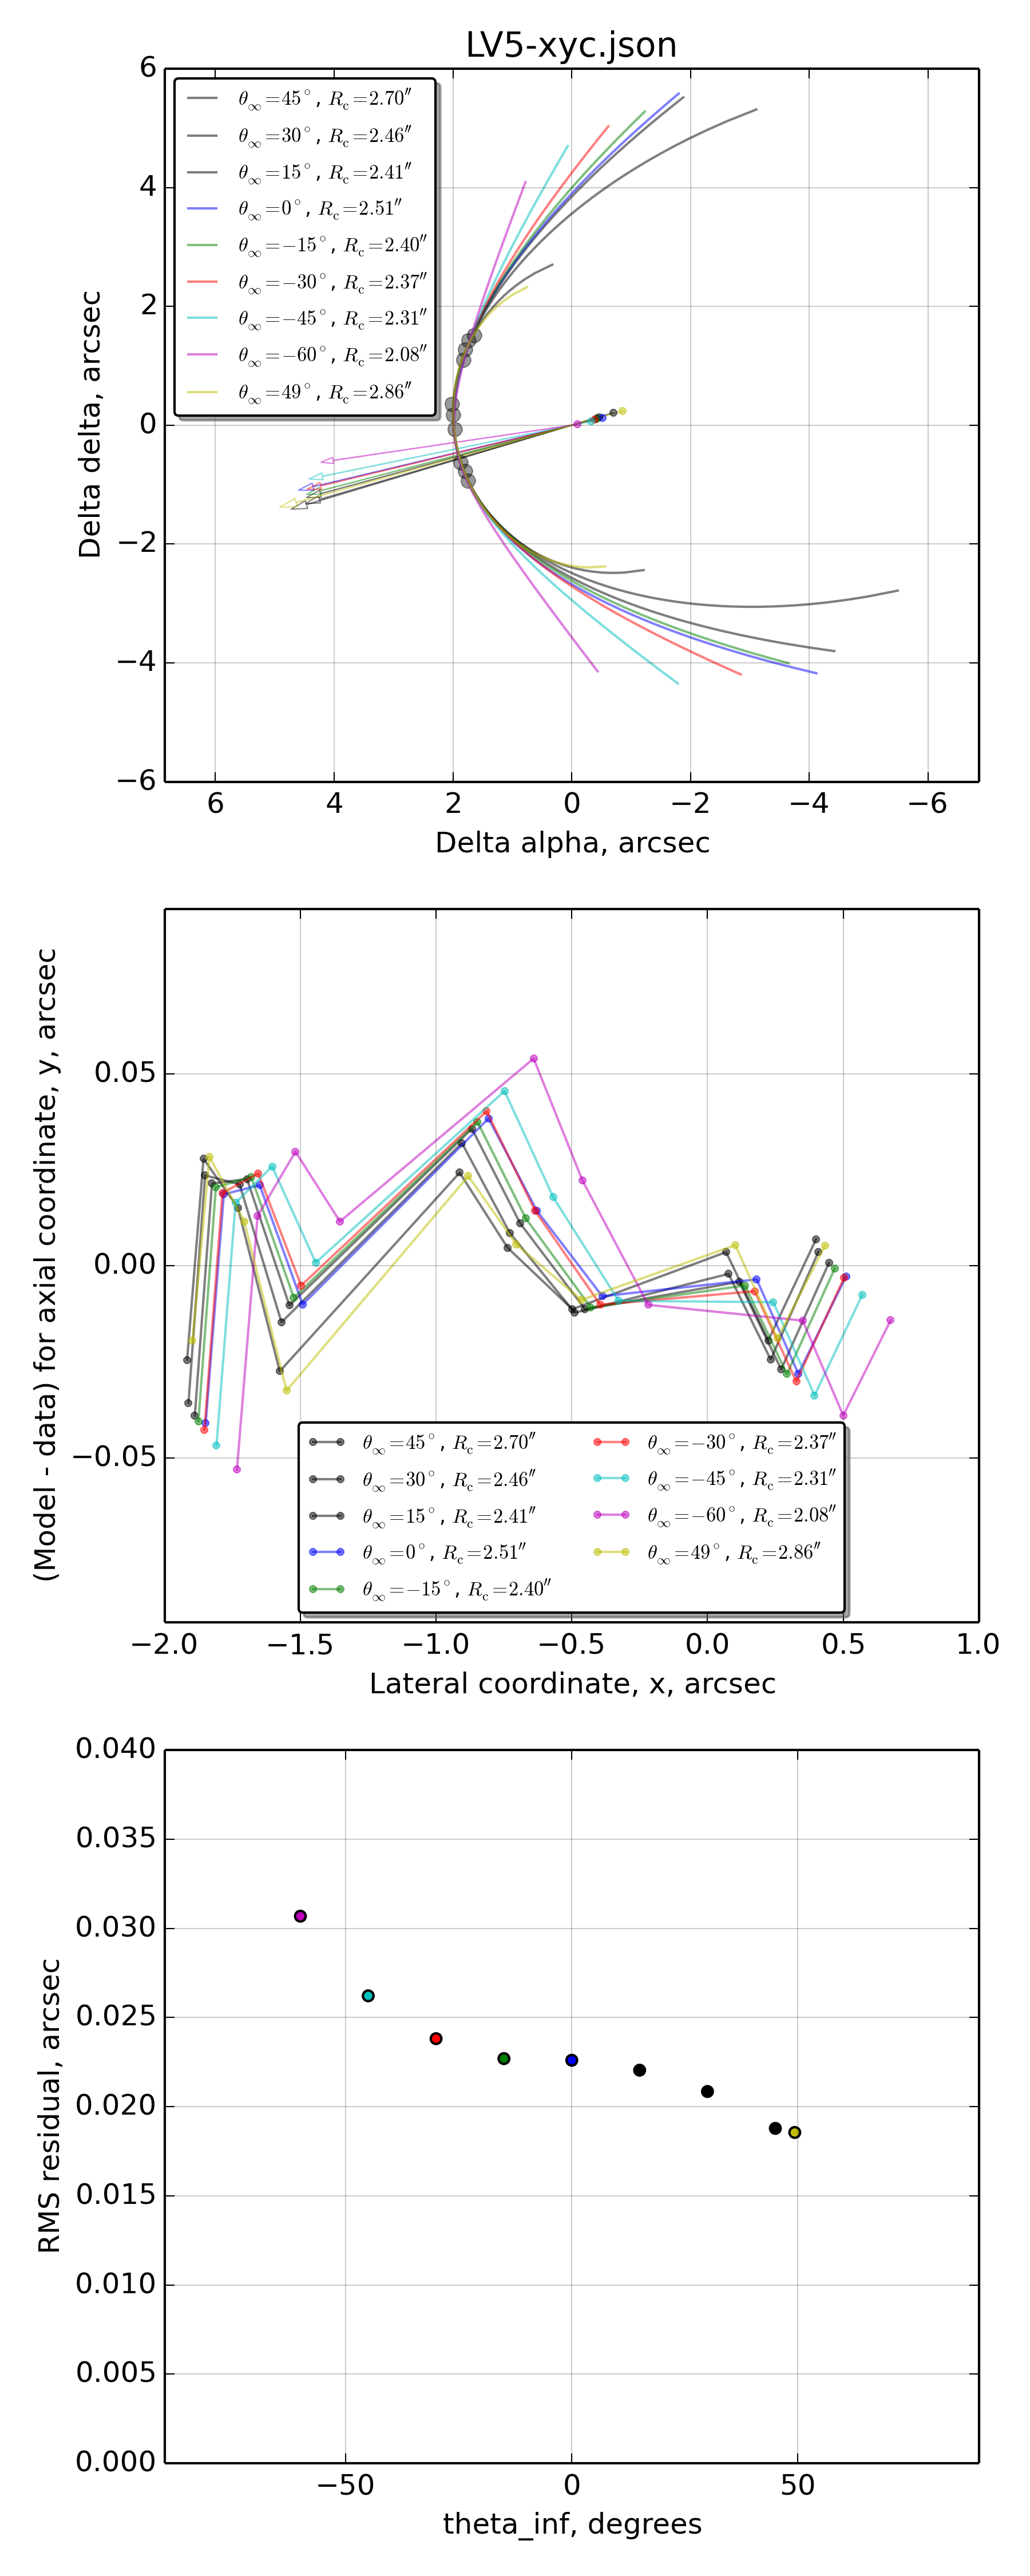 LV5-xyc.json
6
4
2
0
−2
−4
−6
Delta delta, arcsec
θ∞=45°, Rc=2.70″
θ∞=30°, Rc=2.46″
θ∞=15°, Rc=2.41″
θ∞=0°, Rc=2.51″
θ∞=−15°, Rc=2.40″
θ∞=−30°, Rc=2.37″
θ∞=−45°, Rc=2.31″
θ∞=−60°, Rc=2.08″
θ∞=49°, Rc=2.86″
6 4 2 0 −2 −4 −6
Delta alpha, arcsec
(Model - data) for axial coordinate, y, arcsec
0.05
0.00
−0.05
θ∞=45°, Rc=2.70″
θ∞=30°, Rc=2.46″
θ∞=15°, Rc=2.41″
θ∞=0°, Rc=2.51″
θ∞=−15°, Rc=2.40″
θ∞=−30°, Rc=2.37″
θ∞=−45°, Rc=2.31″
θ∞=−60°, Rc=2.08″
θ∞=49°, Rc=2.86″
−2.0 −1.5 −1.0 −0.5 0.0 0.5 1.0
Lateral coordinate, x, arcsec
RMS residual, arcsec
0.040
0.035
0.030
0.025
0.020
0.015
0.010
0.005
0.000
−50 0 50
theta_inf, degrees